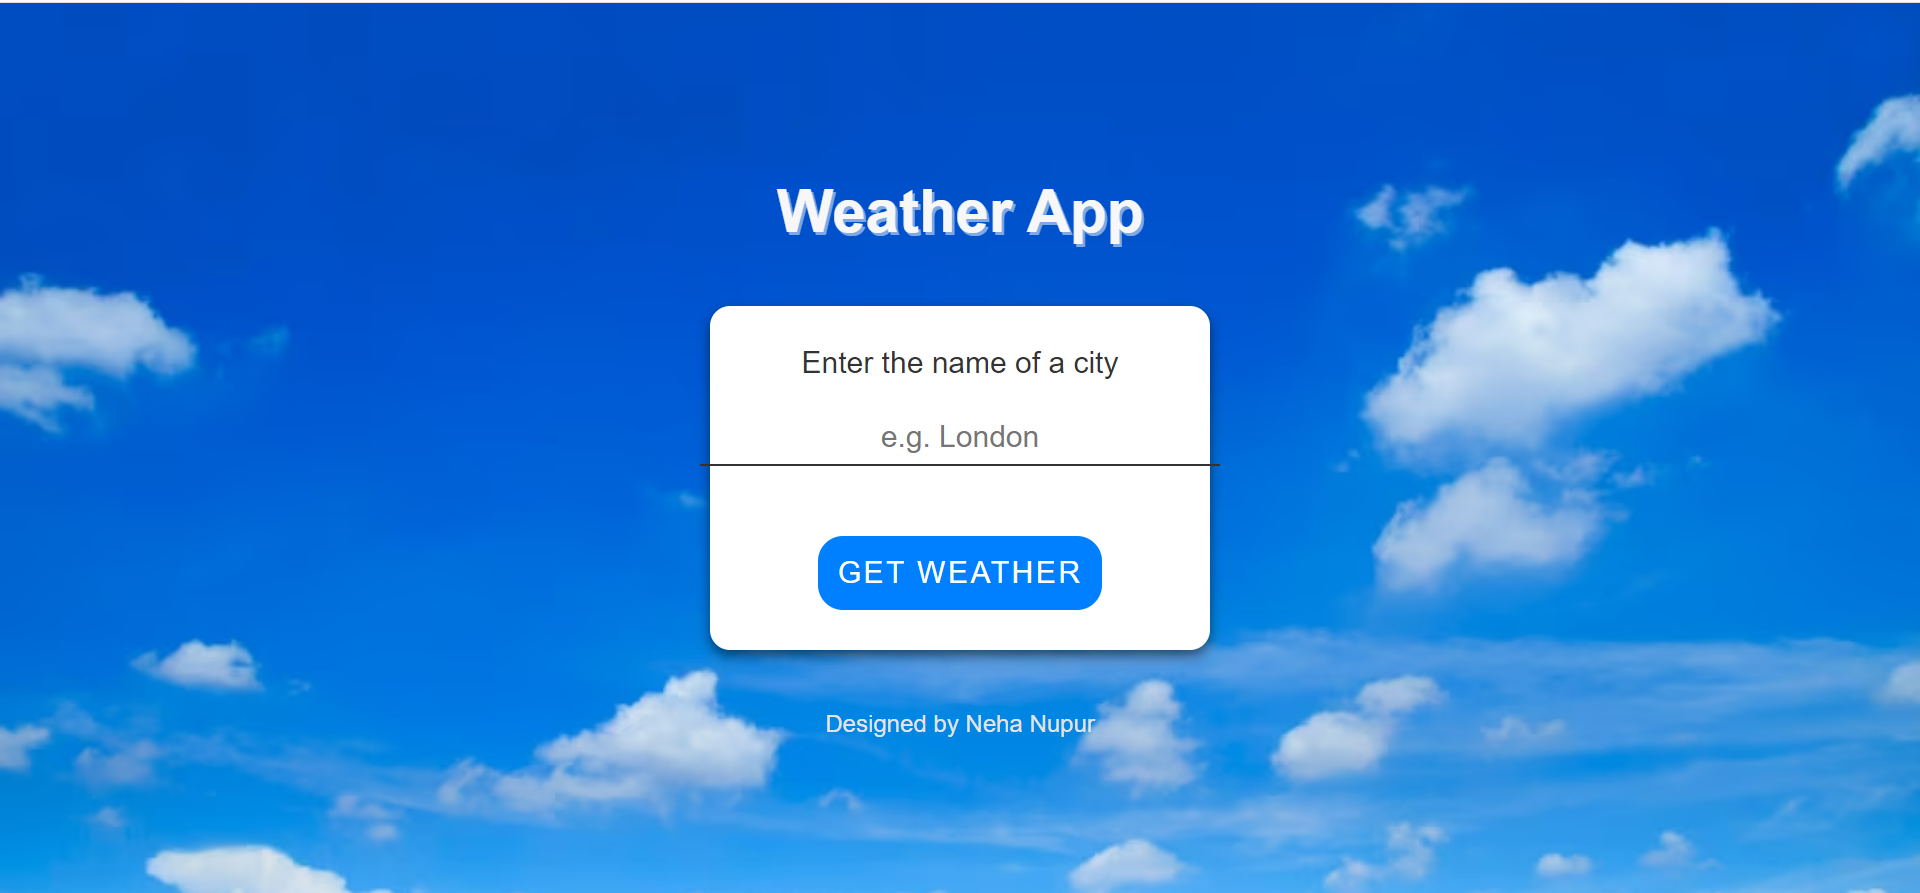 Weather App
Enter the name of a city
e.g. London
GET WEATHER
Designed by Neha Nupur